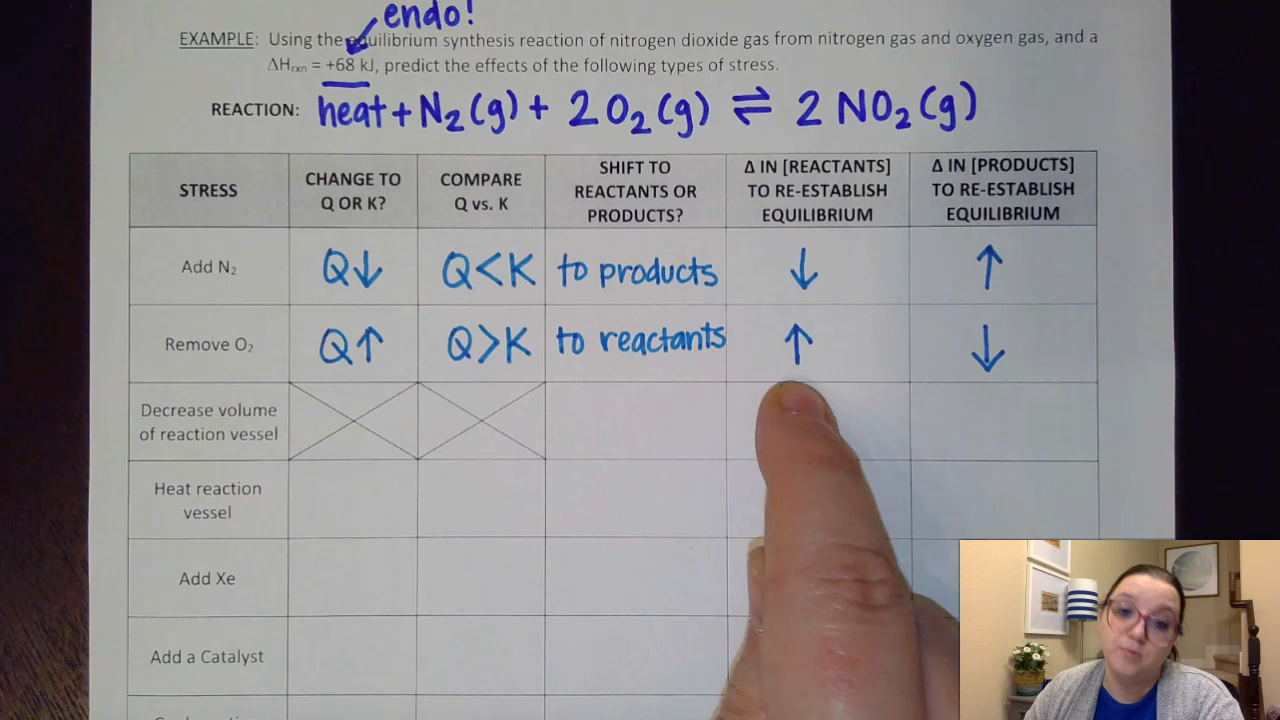 endo!
EXAMPLE: Using the equilibrium synthesis reaction of nitrogen dioxide gas from nitrogen gas and oxygen gas, and a
ΔHrxn = +68 kJ, predict the effects of the following types of stress.
REACTION: heat + N₂(g) + 2 O₂(g) ⇌ 2 NO₂(g)
STRESS
CHANGE TO
Q OR K?
COMPARE
Q vs. K
SHIFT TO
REACTANTS OR
PRODUCTS?
Δ IN [REACTANTS]
TO RE-ESTABLISH
EQUILIBRIUM
Δ IN [PRODUCTS]
TO RE-ESTABLISH
EQUILIBRIUM
Add N₂
Q↓
Q<K
to products
↓
↑
Remove O₂
Q↑
Q>K
to reactants
↑
↓
Decrease volume
of reaction vessel
Heat reaction
vessel
Add Xe
Add a Catalyst